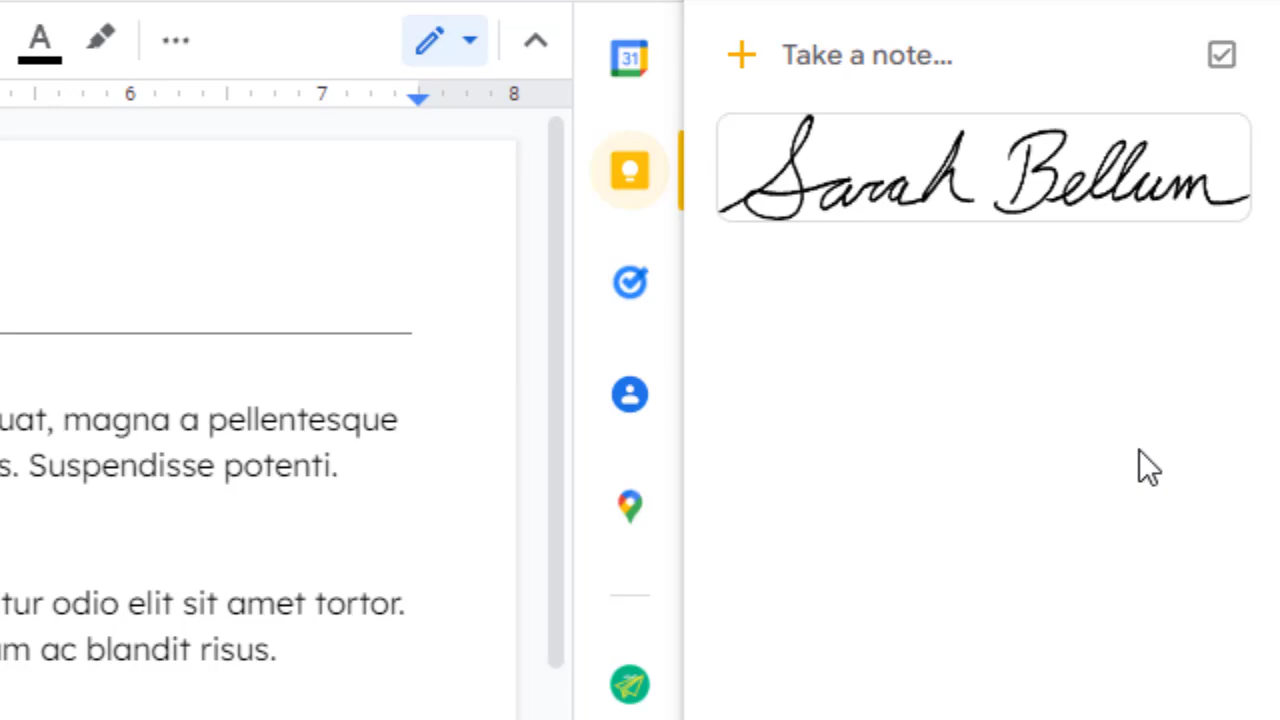 A
6 7 8
uat, magna a pellentesque
s. Suspendisse potenti.
tur odio elit sit amet tortor.
m ac blandit risus.
31
Take a note...
Sarah Bellum